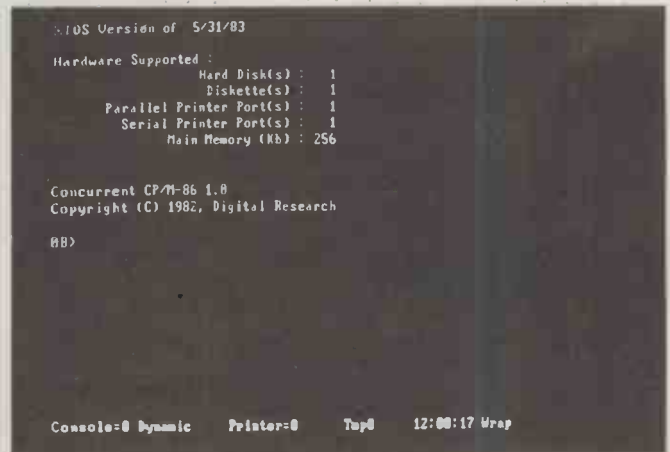 XIOS Version of 5/31/83
Hardware Supported :
Hard Disk(s) : 1
Diskette(s) : 1
Parallel Printer Port(s) : 1
Serial Printer Port(s) : 1
Main Memory (Kb) : 256
Concurrent CP/M-86 1.0
Copyright (C) 1982, Digital Research
0B>
Console=0 Dynamic Printer=0 Tmp0 12:00:17 Wrap